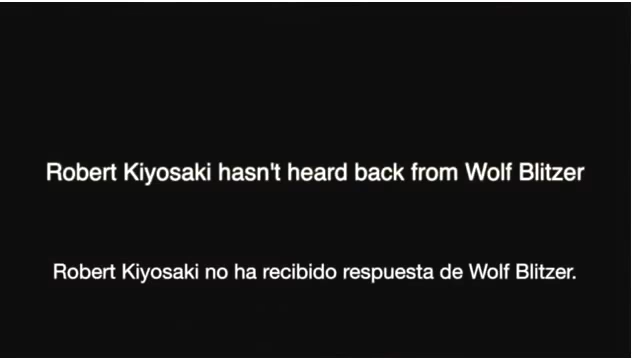 Robert Kiyosaki hasn't heard back from Wolf Blitzer
Robert Kiyosaki no ha recibido respuesta de Wolf Blitzer.